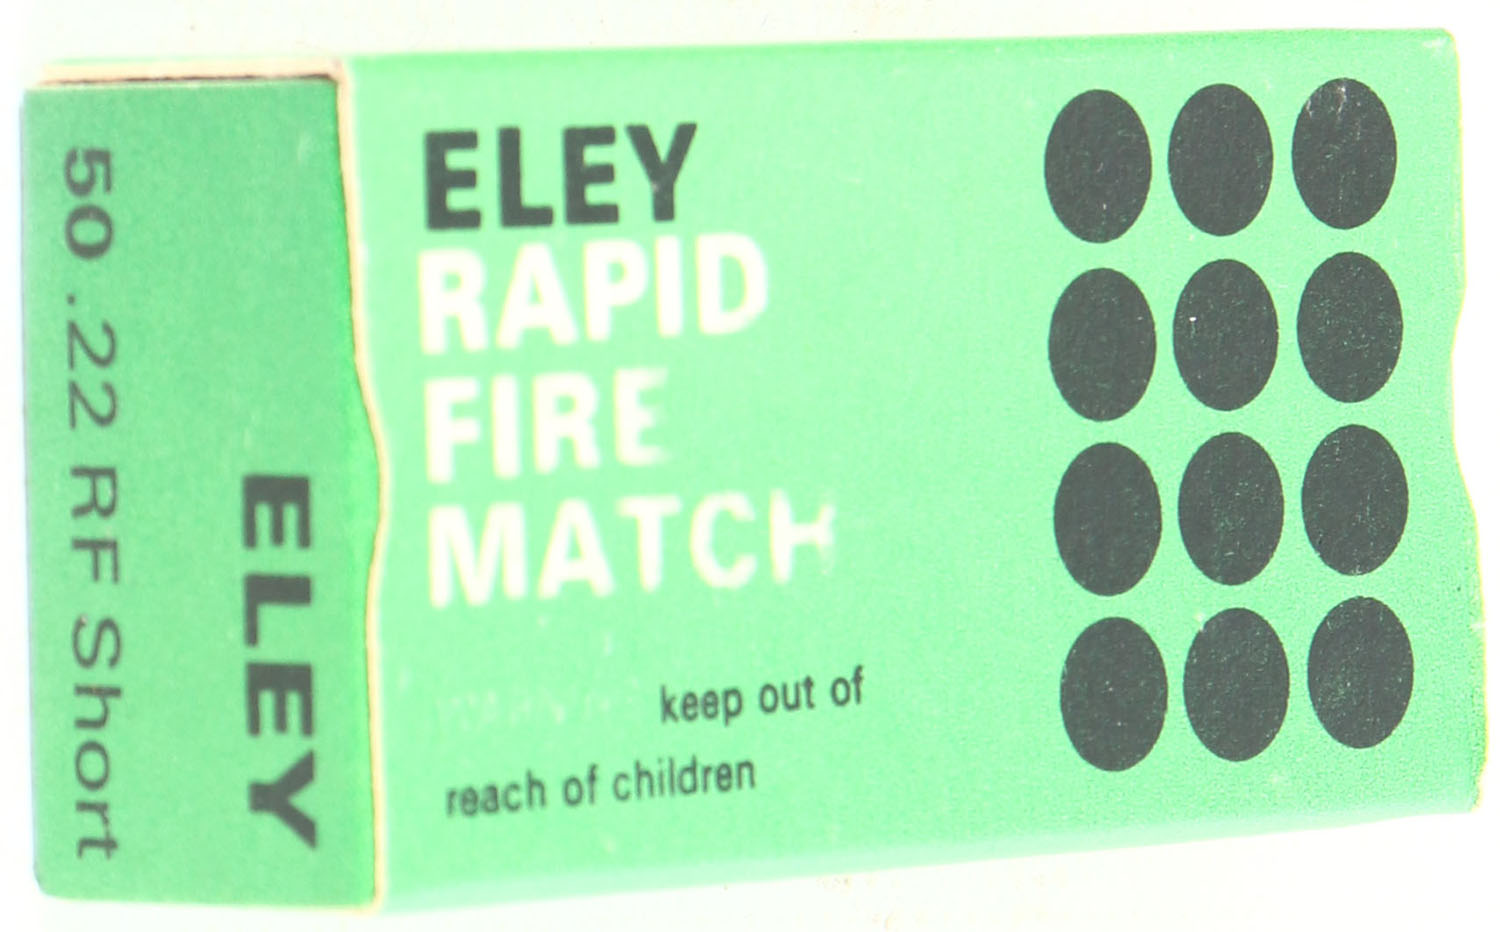 50 .22 RF Short
ELEY
ELEY
RAPID
FIRE
MATCH
keep out of
reach of children